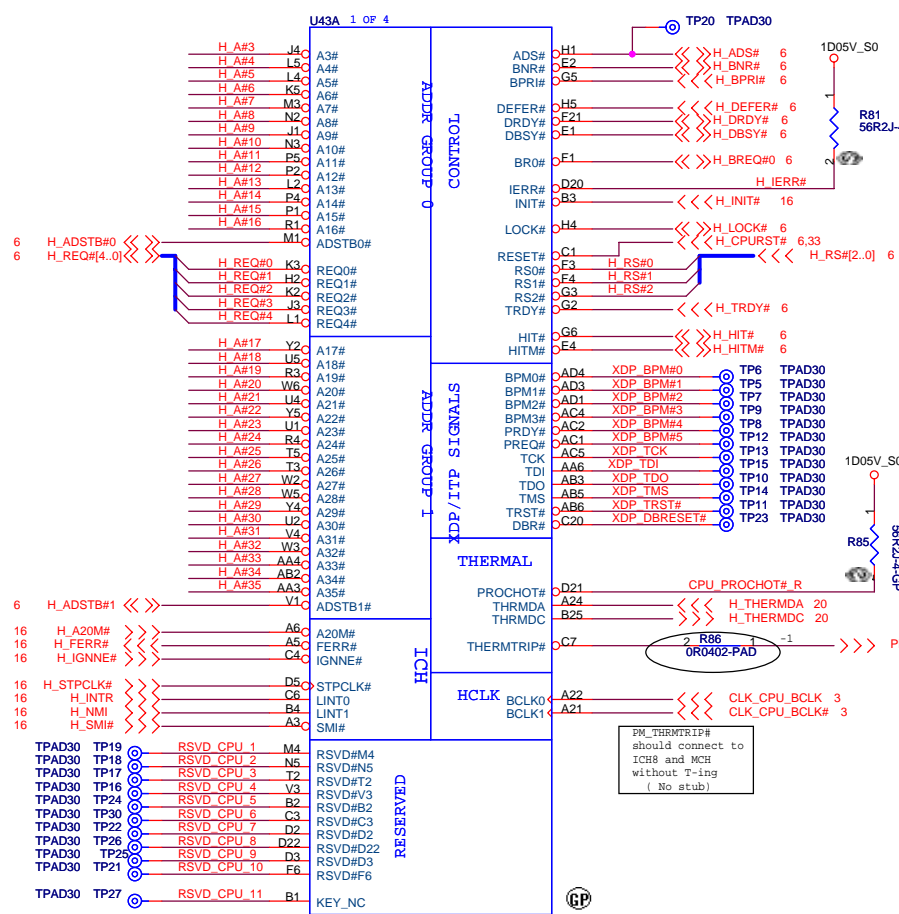 U43A 1 OF 4
TP20 TPAD30
H_A#3 J4 A3#
H_A#4 L5 A4#
H_A#5 L4 A5#
H_A#6 K5 A6#
H_A#7 M3 A7#
H_A#8 N2 A8#
H_A#9 J1 A9#
H_A#10 N3 A10#
H_A#11 P5 A11#
H_A#12 P2 A12#
H_A#13 L2 A13#
H_A#14 P4 A14#
H_A#15 P1 A15#
H_A#16 R1 A16#
6 H_ADSTB#0 M1 ADSTB0#
6 H_REQ#[4..0]
H_REQ#0 K3 REQ0#
H_REQ#1 H2 REQ1#
H_REQ#2 K2 REQ2#
H_REQ#3 J3 REQ3#
H_REQ#4 L1 REQ4#
ADDR GROUP 0
CONTROL
ADS# H1 H_ADS# 6
BNR# E2 H_BNR# 6
BPRI# G5 H_BPRI# 6
DEFER# H5 H_DEFER# 6
DRDY# F21 H_DRDY# 6
DBSY# E1 H_DBSY# 6
BR0# F1 H_BREQ#0 6
IERR# D20 H_IERR#
INIT# B3 H_INIT# 16
LOCK# H4 H_LOCK# 6
RESET# C1 H_CPURST# 6,33
RS0# F3 H_RS#0
RS1# F4 H_RS#1
RS2# G3 H_RS#2
H_RS#[2..0] 6
TRDY# G2 H_TRDY# 6
HIT# G6 H_HIT# 6
HITM# E4 H_HITM# 6
1D05V_S0
1
R81
56R2J-4
2
H_A#17 Y2 A17#
H_A#18 U5 A18#
H_A#19 R3 A19#
H_A#20 W6 A20#
H_A#21 U4 A21#
H_A#22 Y5 A22#
H_A#23 U1 A23#
H_A#24 R4 A24#
H_A#25 T5 A25#
H_A#26 T3 A26#
H_A#27 W2 A27#
H_A#28 W5 A28#
H_A#29 Y4 A29#
H_A#30 U2 A30#
H_A#31 V4 A31#
H_A#32 W3 A32#
H_A#33 AA4 A33#
H_A#34 AB2 A34#
H_A#35 AA3 A35#
6 H_ADSTB#1 V1 ADSTB1#
ADDR GROUP 1
XDP/ITP SIGNALS
BPM0# AD4 XDP_BPM#0 TP6 TPAD30
BPM1# AD3 XDP_BPM#1 TP5 TPAD30
BPM2# AD1 XDP_BPM#2 TP7 TPAD30
BPM3# AC4 XDP_BPM#3 TP9 TPAD30
PRDY# AC2 XDP_BPM#4 TP8 TPAD30
PREQ# AC1 XDP_BPM#5 TP12 TPAD30
TCK AC5 XDP_TCK TP13 TPAD30
TDI AA6 XDP_TDI TP15 TPAD30
TDO AB3 XDP_TDO TP10 TPAD30
TMS AB5 XDP_TMS TP14 TPAD30
TRST# AB6 XDP_TRST# TP11 TPAD30
DBR# C20 XDP_DBRESET# TP23 TPAD30
1D05V_S0
1
R85
56R2J-4-GP
2
THERMAL
PROCHOT# D21 CPU_PROCHOT#_R
THRMDA A24 H_THERMDA 20
THRMDC B25 H_THERMDC 20
THERMTRIP# C7 2 R86 1 -1 P
0R0402-PAD
16 H_A20M# A6 A20M#
16 H_FERR# A5 FERR#
16 H_IGNNE# C4 IGNNE#
16 H_STPCLK# D5 STPCLK#
16 H_INTR C6 LINT0
16 H_NMI B4 LINT1
16 H_SMI# A3 SMI#
ICH
HCLK
BCLK0 A22 CLK_CPU_BCLK 3
BCLK1 A21 CLK_CPU_BCLK# 3
PM_THRMTRIP#
should connect to
ICH8 and MCH
without T-ing
( No stub)
TPAD30 TP19 RSVD_CPU_1 M4 RSVD#M4
TPAD30 TP18 RSVD_CPU_2 N5 RSVD#N5
TPAD30 TP17 RSVD_CPU_3 T2 RSVD#T2
TPAD30 TP16 RSVD_CPU_4 V3 RSVD#V3
TPAD30 TP24 RSVD_CPU_5 B2 RSVD#B2
TPAD30 TP30 RSVD_CPU_6 C3 RSVD#C3
TPAD30 TP22 RSVD_CPU_7 D2 RSVD#D2
TPAD30 TP26 RSVD_CPU_8 D22 RSVD#D22
TPAD30 TP25 RSVD_CPU_9 D3 RSVD#D3
TPAD30 TP21 RSVD_CPU_10 F6 RSVD#F6
TPAD30 TP27 RSVD_CPU_11 B1 KEY_NC
RESERVED
GP